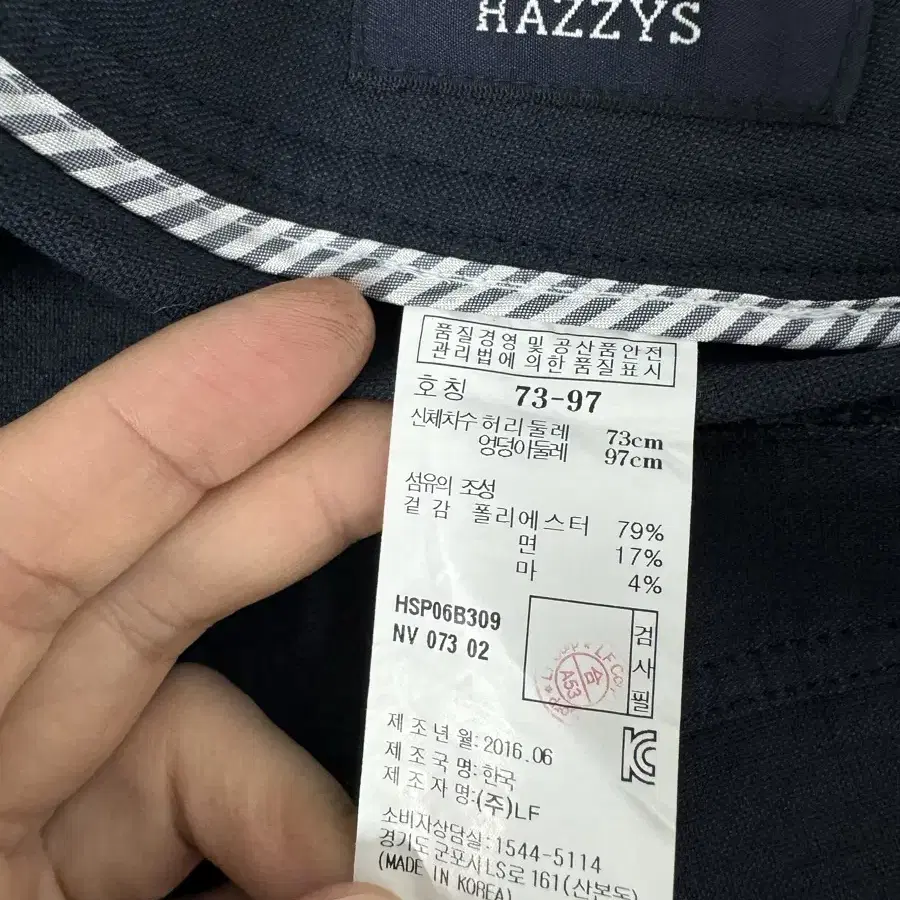 HAZZYS
품질경영 및 공산품안전
관리법에 의한 품질표시
호칭 73-97
신체치수 허리둘레 73cm
엉덩이둘레 97cm
섬유의 조성
겉감 폴리에스터 79%
면 17%
마 4%
HSP06B309
NV 073 02
검사필
LF Co.
합
A53
제조년월:2016.06
제조국명:한국
제조자명:(주)LF
소비자상담실:1544-5114
경기도 군포시 LS로 161(산본동)
(MADE IN KOREA)